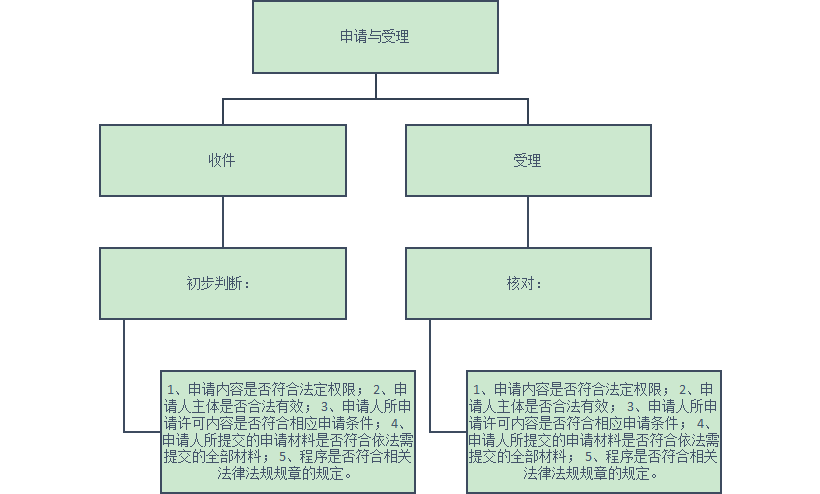 申请与受理
收件
受理
初步判断：
核对：
1、申请内容是否符合法定权限；2、申
请人主体是否合法有效；3、申请人所申
请许可内容是否符合相应申请条件；4、
申请人所提交的申请材料是否符合依法需
提交的全部材料；5、程序是否符合相关
法律法规规章的规定。
1、申请内容是否符合法定权限；2、申
请人主体是否合法有效；3、申请人所申
请许可内容是否符合相应申请条件；4、
申请人所提交的申请材料是否符合依法需
提交的全部材料；5、程序是否符合相关
法律法规规章的规定。